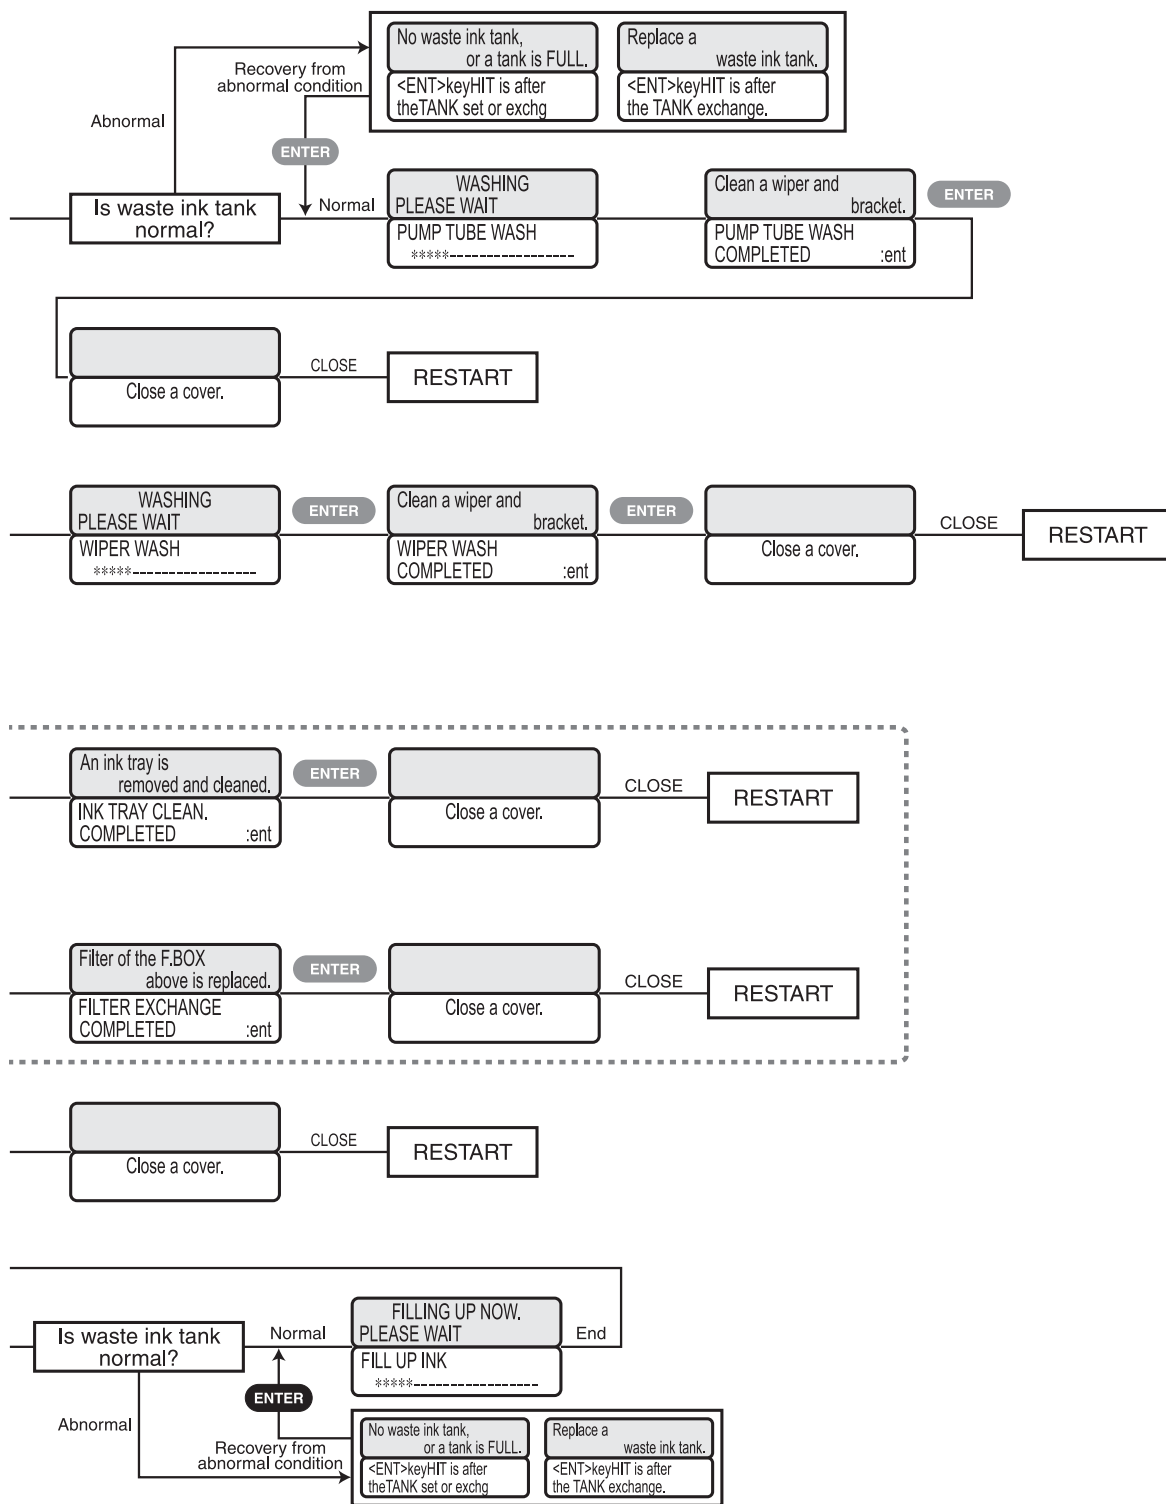 No waste ink tank,
or a tank is FULL.
<ENT>keyHIT is after
theTANK set or exchg
Replace a
waste ink tank.
<ENT>keyHIT is after
the TANK exchange.
Recovery from
abnormal condition
Abnormal
ENTER
Is waste ink tank
normal?
Normal
WASHING
PLEASE WAIT
PUMP TUBE WASH
*****------------------
Clean a wiper and
bracket.
PUMP TUBE WASH
COMPLETED :ent
ENTER
Close a cover.
CLOSE
RESTART
WASHING
PLEASE WAIT
WIPER WASH
*****------------------
ENTER
Clean a wiper and
bracket.
WIPER WASH
COMPLETED :ent
ENTER
Close a cover.
CLOSE
RESTART
An ink tray is
removed and cleaned.
INK TRAY CLEAN.
COMPLETED :ent
ENTER
Close a cover.
CLOSE
RESTART
Filter of the F.BOX
above is replaced.
FILTER EXCHANGE
COMPLETED :ent
ENTER
Close a cover.
CLOSE
RESTART
Close a cover.
CLOSE
RESTART
Is waste ink tank
normal?
Normal
FILLING UP NOW.
PLEASE WAIT
FILL UP INK
*****------------------
End
ENTER
Abnormal
Recovery from
abnormal condition
No waste ink tank,
or a tank is FULL.
<ENT>keyHIT is after
theTANK set or exchg
Replace a
waste ink tank.
<ENT>keyHIT is after
the TANK exchange.